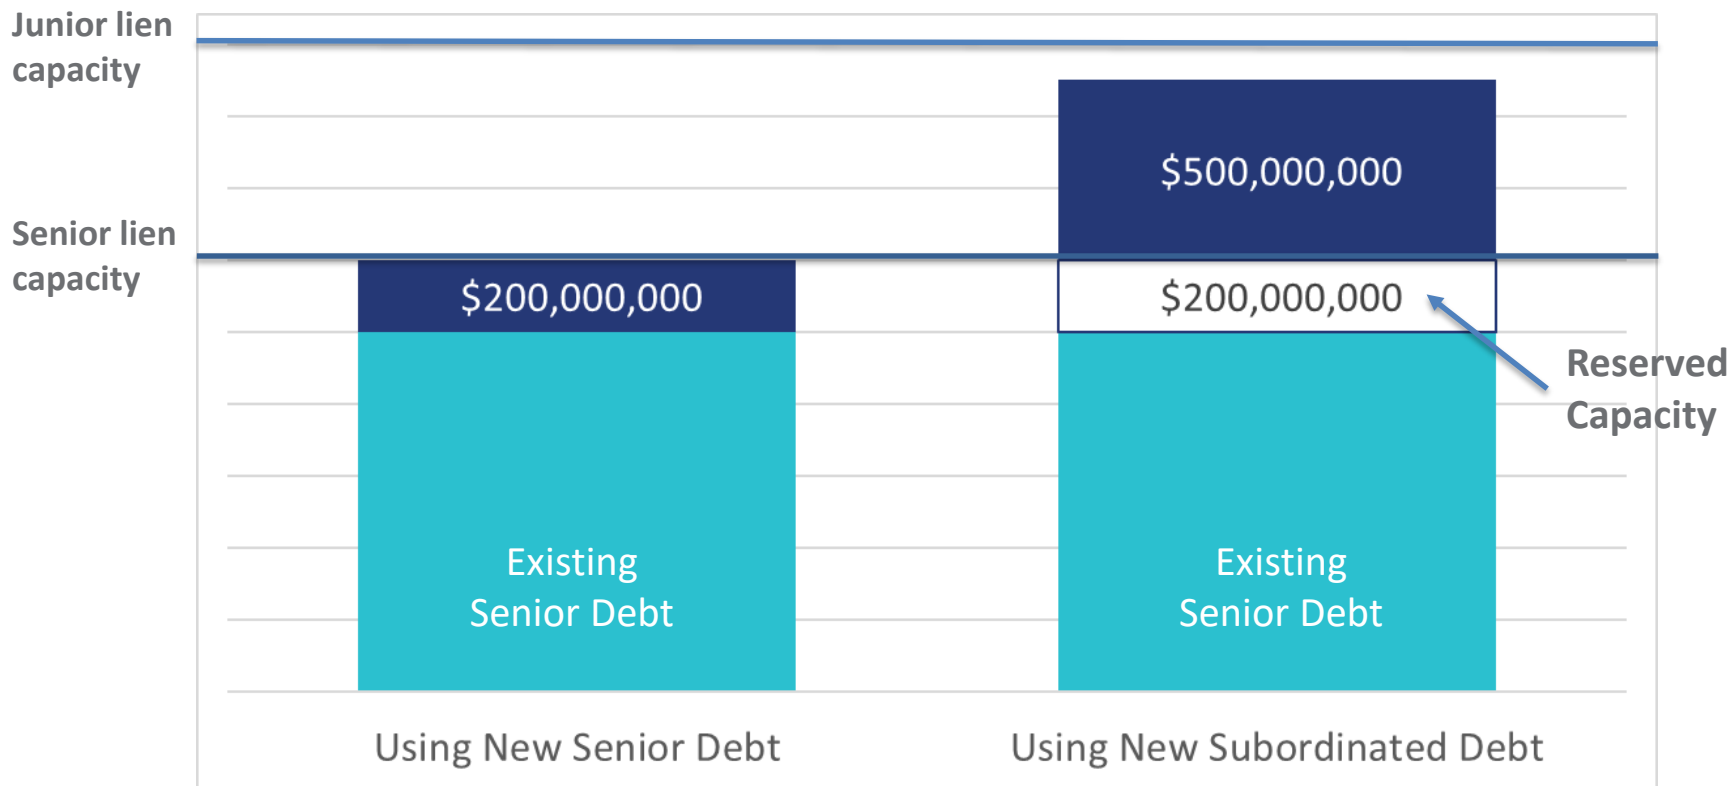 Junior lien
capacity
$500,000,000
Senior lien
capacity
$200,000,000
$200,000,000
Reserved
Capacity
Existing
Senior Debt
Existing
Senior Debt
Using New Senior Debt
Using New Subordinated Debt